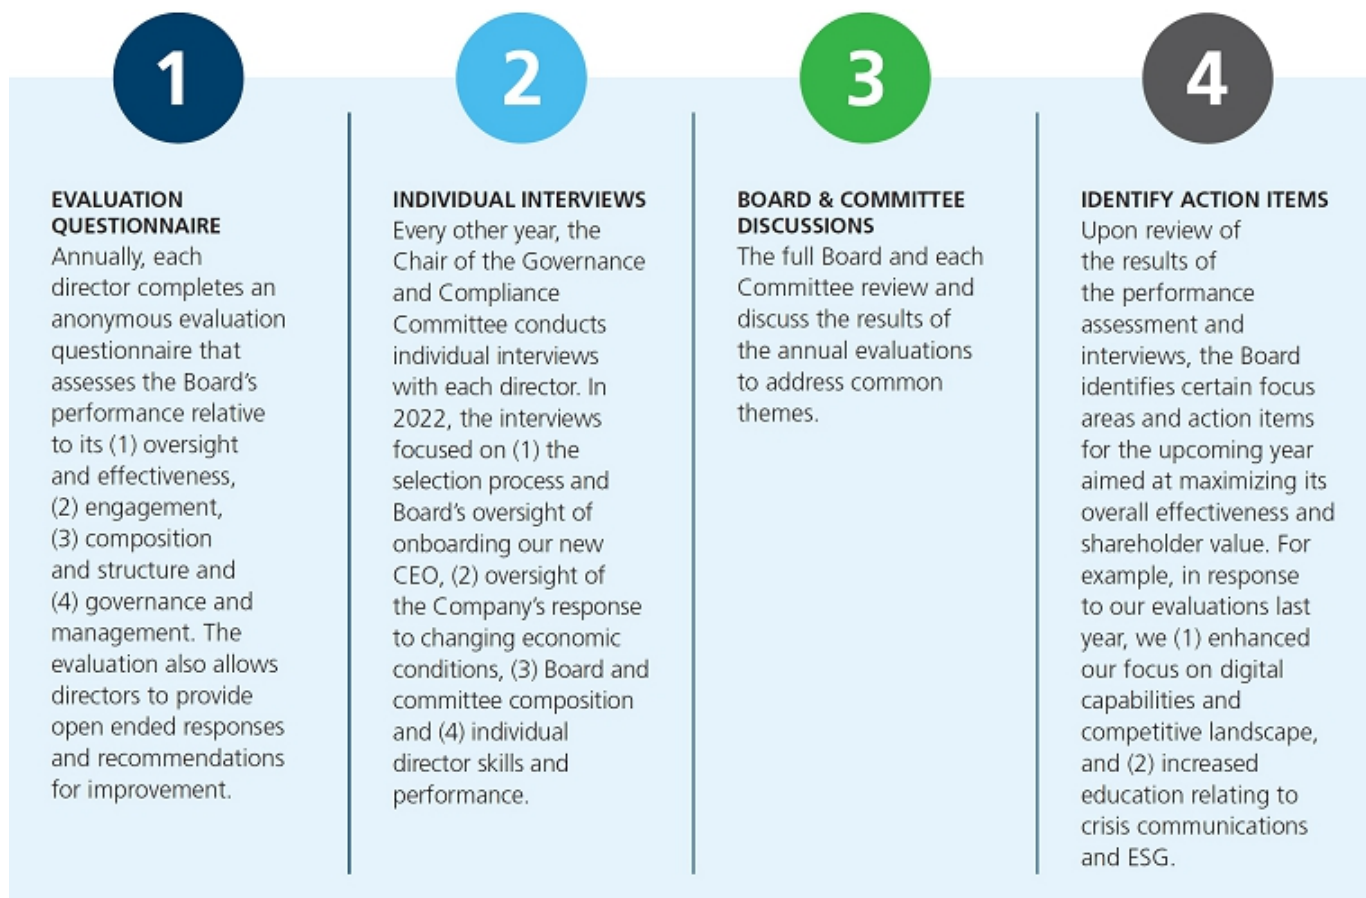 1
EVALUATION
QUESTIONNAIRE
Annually, each
director completes an
anonymous evaluation
questionnaire that
assesses the Board’s
performance relative
to its (1) oversight
and effectiveness,
(2) engagement,
(3) composition
and structure and
(4) governance and
management. The
evaluation also allows
directors to provide
open ended responses
and recommendations
for improvement.
2
INDIVIDUAL INTERVIEWS
Every other year, the
Chair of the Governance
and Compliance
Committee conducts
individual interviews
with each director. In
2022, the interviews
focused on (1) the
selection process and
Board’s oversight of
onboarding our new
CEO, (2) oversight of
the Company’s response
to changing economic
conditions, (3) Board and
committee composition
and (4) individual
director skills and
performance.
3
BOARD & COMMITTEE
DISCUSSIONS
The full Board and each
Committee review and
discuss the results of
the annual evaluations
to address common
themes.
4
IDENTIFY ACTION ITEMS
Upon review of
the results of
the performance
assessment and
interviews, the Board
identifies certain focus
areas and action items
for the upcoming year
aimed at maximizing its
overall effectiveness and
shareholder value. For
example, in response
to our evaluations last
year, we (1) enhanced
our focus on digital
capabilities and
competitive landscape,
and (2) increased
education relating to
crisis communications
and ESG.